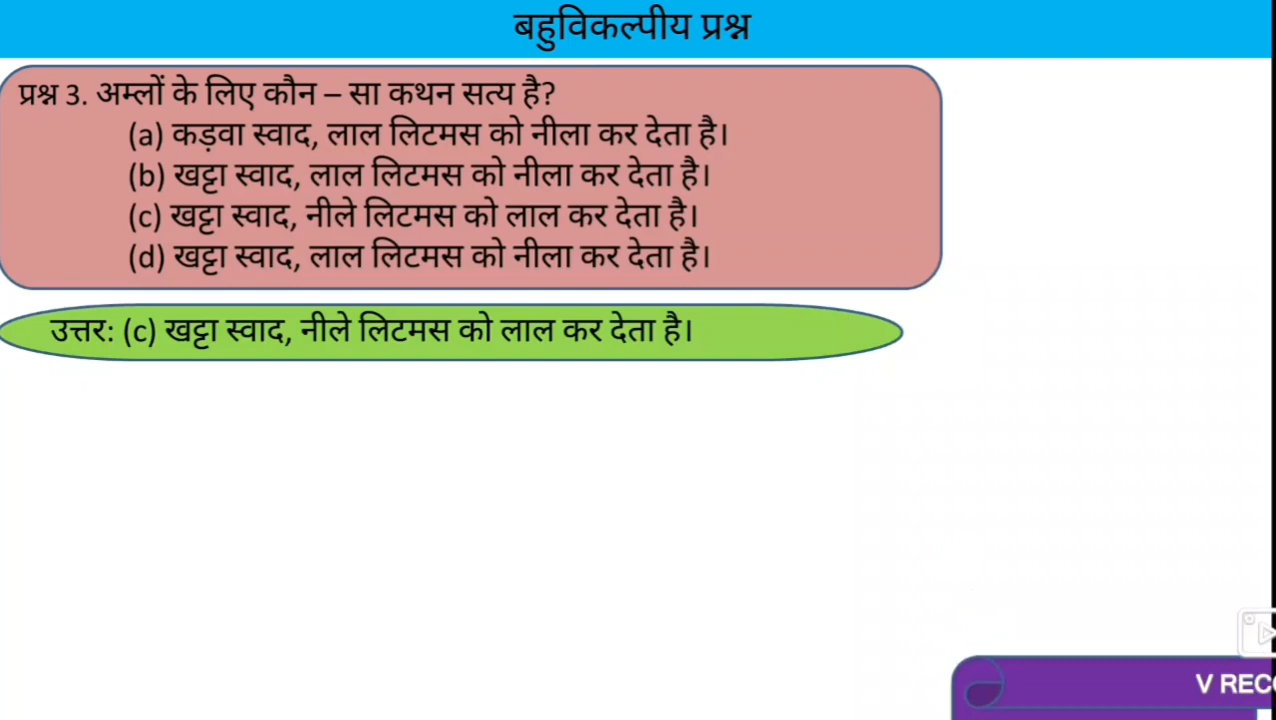 बहुविकल्पीय प्रश्न
प्रश्न 3. अम्लों के लिए कौन – सा कथन सत्य है?
(a) कड़वा स्वाद, लाल लिटमस को नीला कर देता है।
(b) खट्टा स्वाद, लाल लिटमस को नीला कर देता है।
(c) खट्टा स्वाद, नीले लिटमस को लाल कर देता है।
(d) खट्टा स्वाद, लाल लिटमस को नीला कर देता है।
उत्तर: (c) खट्टा स्वाद, नीले लिटमस को लाल कर देता है।
V REC